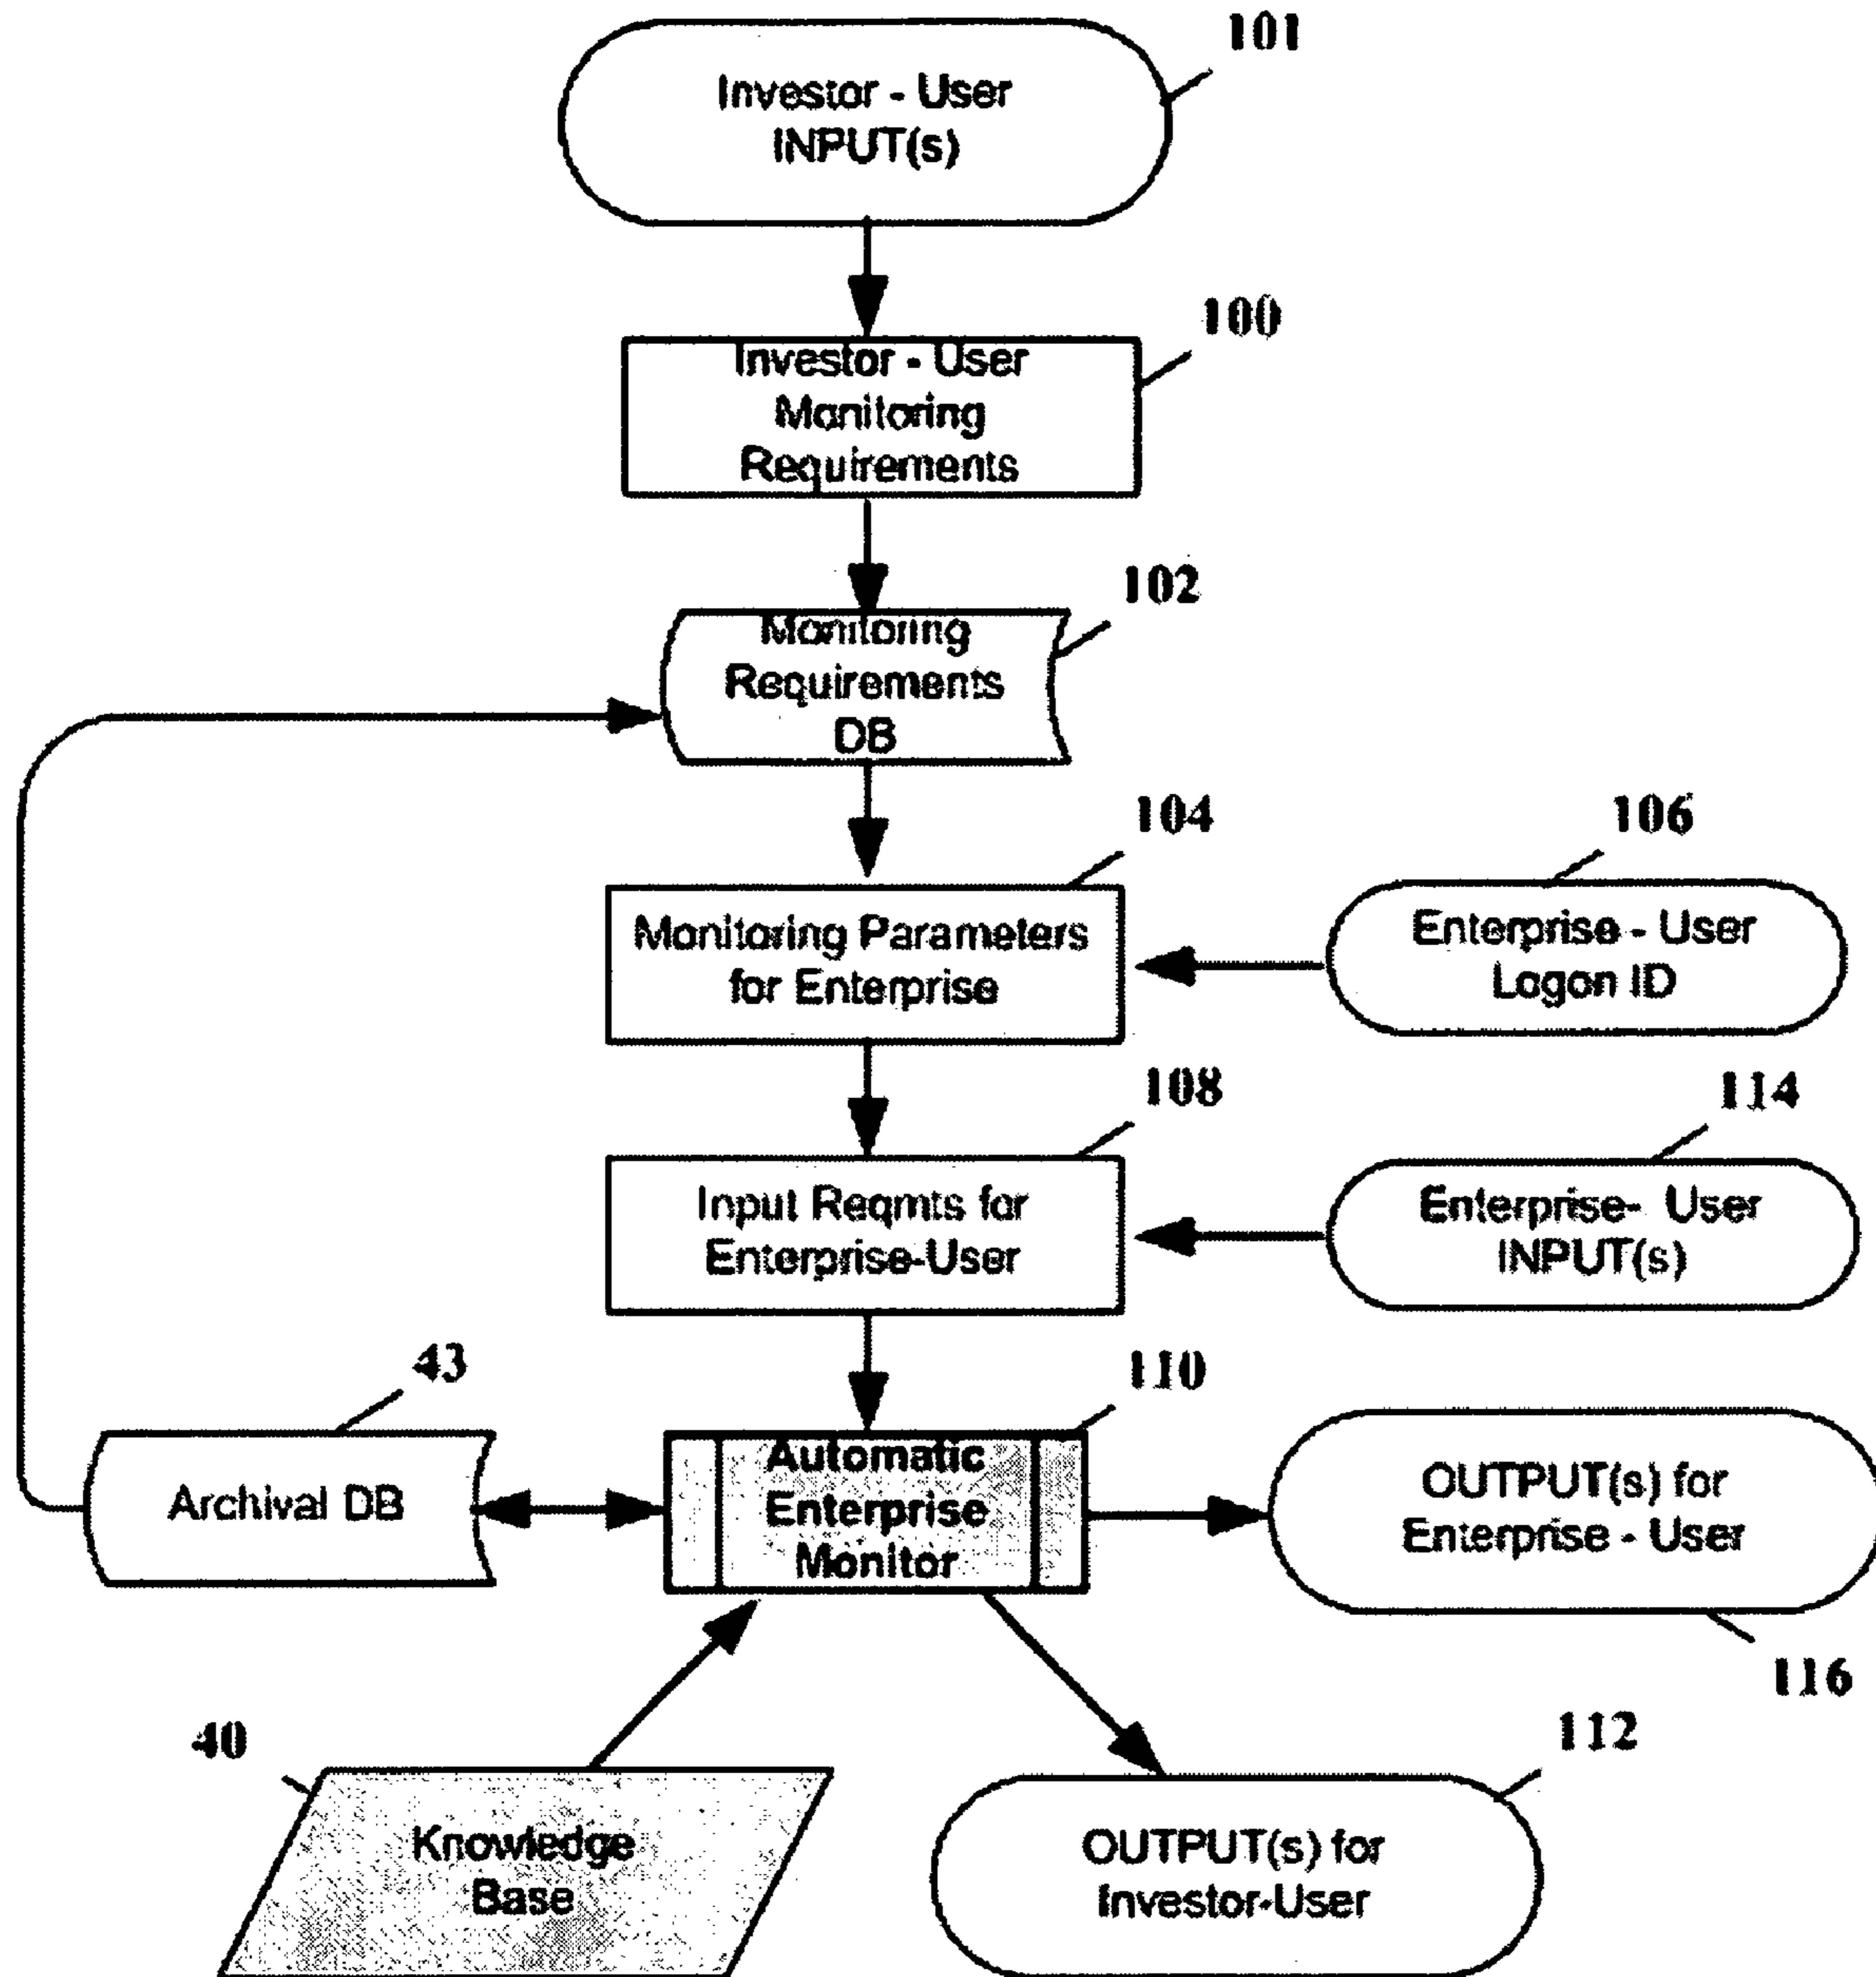 101
Investor - User
INPUT(s)
100
Investor - User
Monitoring
Requirements
102
Monitoring
Requirements
DB
104
106
Monitoring Parameters
for Enterprise
Enterprise - User
Logon ID
108
114
Input Reqmts for
Enterprise-User
Enterprise- User
INPUT(s)
43
110
Archival DB
Automatic
Enterprise
Monitor
OUTPUT(s) for
Enterprise - User
116
40
112
Knowledge
Base
OUTPUT(s) for
Investor-User